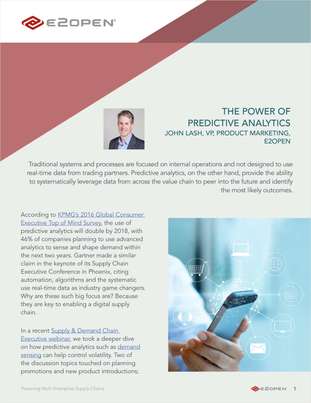 E2OPEN
THE POWER OF
PREDICTIVE ANALYTICS
JOHN LASH, VP, PRODUCT MARKETING,
E2OPEN
Traditional systems and processes are focused on internal operations and not designed to use
real-time data from trading partners. Predictive analytics, on the other hand, provide the ability
to systematically leverage data from across the value chain to peer into the future and identify
the most likely outcomes.
According to KPMG's 2016 Global Consumer
Executive Top of Mind Survey, the use of
predictive analytics will double by 2018, with
46% of companies planning to use advanced
analytics to sense and shape demand within
the next two years. Gartner made a similar
claim in the keynote of its Supply Chain
Executive Conference in Phoenix, citing
automation, algorithms and the systematic
use real-time data as industry game changers.
Why are these such big focus are? Because
they are key to enabling a digital supply
chain.
In a recent Supply & Demand Chain
Executive webinar, we took a deeper dive
on how predictive analytics such as demand
sensing can help control volatility. Two of
the discussion topics touched on planning
promotions and new product introductions;
Powering Multi-Enterprise Supply Chains
E2OPEN 1